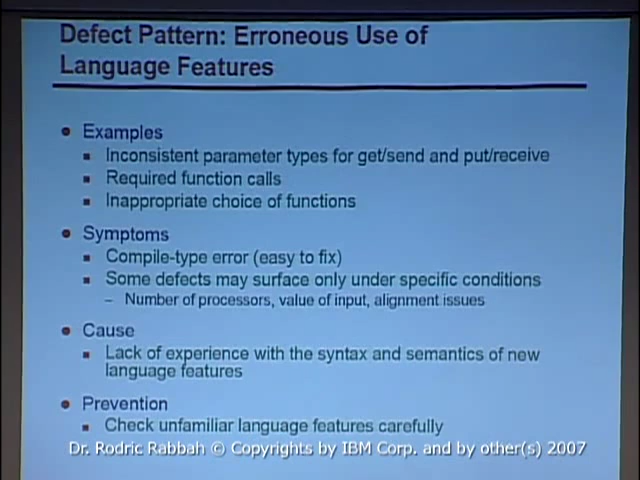 Defect Pattern: Erroneous Use of
Language Features
Examples
Inconsistent parameter types for get/send and put/receive
Required function calls
Inappropriate choice of functions
Symptoms
Compile-type error (easy to fix)
Some defects may surface only under specific conditions
– Number of processors, value of input, alignment issues
Cause
Lack of experience with the syntax and semantics of new
language features
Prevention
Check unfamiliar language features carefully
Dr. Rodric Rabbah © Copyrights by IBM Corp. and by other(s) 2007